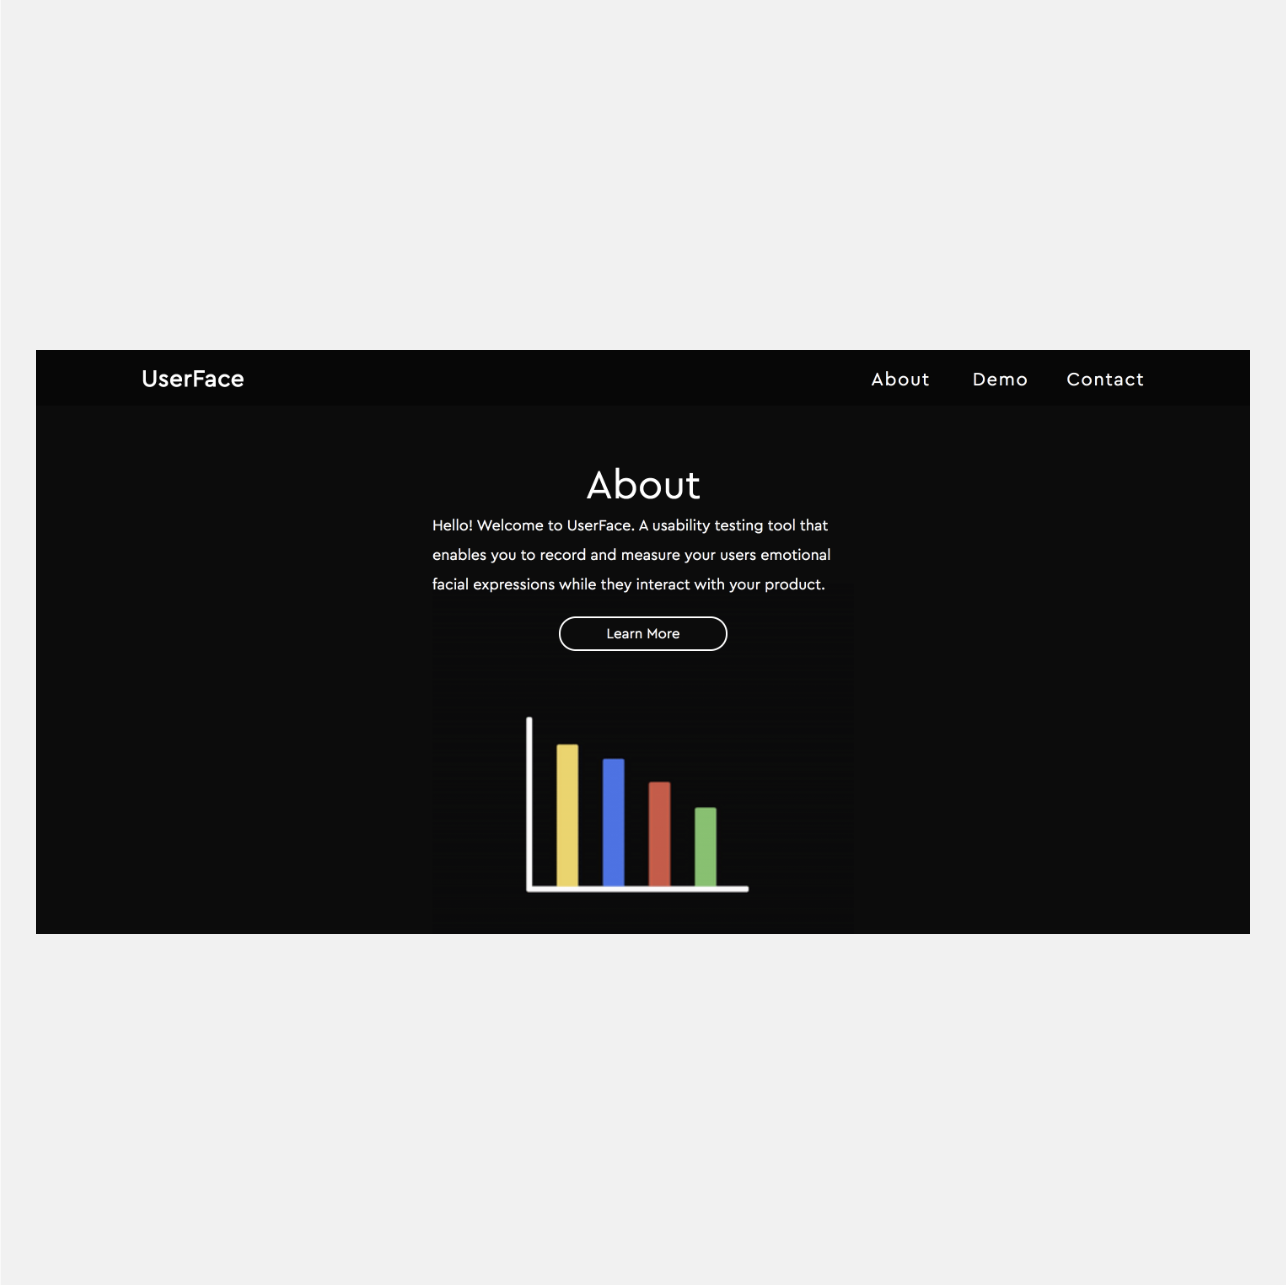 UserFace
About
Demo
Contact
About
Hello! Welcome to UserFace. A usability testing tool that
enables you to record and measure your users emotional
facial expressions while they interact with your product.
Learn More